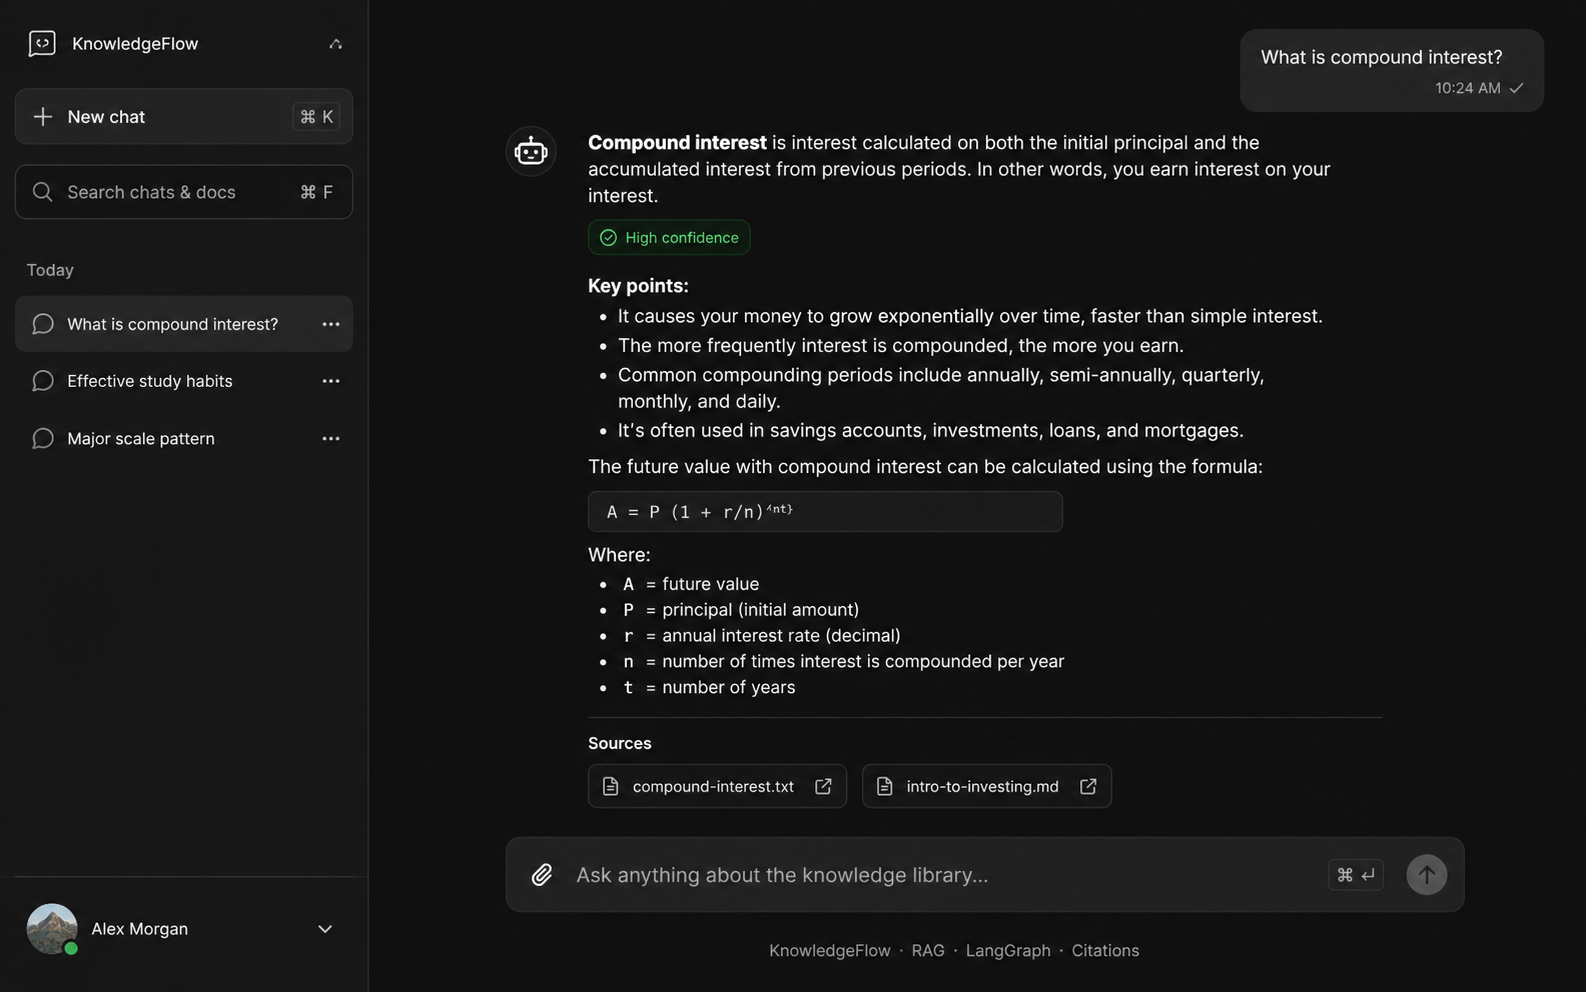 KnowledgeFlow
New chat
⌘ K
Search chats & docs
⌘ F
Today
What is compound interest?
Effective study habits
Major scale pattern
Alex Morgan
What is compound interest?
10:24 AM
Compound interest is interest calculated on both the initial principal and the
accumulated interest from previous periods. In other words, you earn interest on your
interest.
High confidence
Key points:
• It causes your money to grow exponentially over time, faster than simple interest.
• The more frequently interest is compounded, the more you earn.
• Common compounding periods include annually, semi-annually, quarterly,
monthly, and daily.
• It's often used in savings accounts, investments, loans, and mortgages.
The future value with compound interest can be calculated using the formula:
A = P (1 + r/n)^{nt}
Where:
• A = future value
• P = principal (initial amount)
• r = annual interest rate (decimal)
• n = number of times interest is compounded per year
• t = number of years
Sources
compound-interest.txt
intro-to-investing.md
Ask anything about the knowledge library...
⌘ ↵
KnowledgeFlow · RAG · LangGraph · Citations